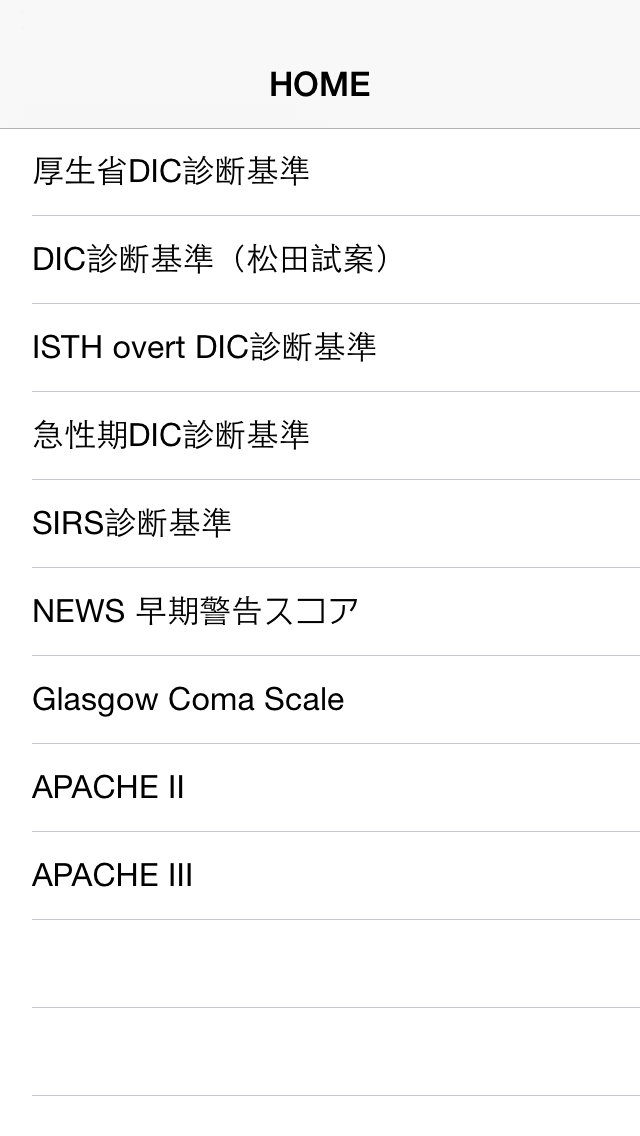 HOME
厚生省DIC診断基準
DIC診断基準（松田試案）
ISTH overt DIC診断基準
急性期DIC診断基準
SIRS診断基準
NEWS 早期警告スコア
Glasgow Coma Scale
APACHE II
APACHE III